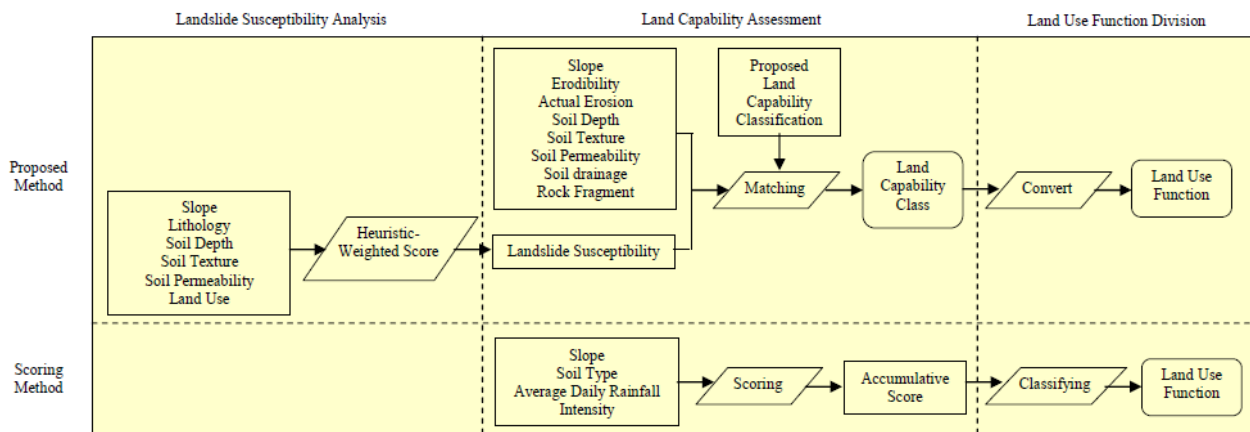 Landslide Susceptibility Analysis
Land Capability Assessment
Land Use Function Division
Proposed
Method
Slope
Lithology
Soil Depth
Soil Texture
Soil Permeability
Land Use
Heuristic-
Weighted Score
Slope
Erodibility
Actual Erosion
Soil Depth
Soil Texture
Soil Permeability
Soil drainage
Rock Fragment
Landslide Susceptibility
Proposed
Land
Capability
Classification
Matching
Land
Capability
Class
Convert
Land Use
Function
Scoring
Method
Slope
Soil Type
Average Daily Rainfall
Intensity
Scoring
Accumulative
Score
Classifying
Land Use
Function